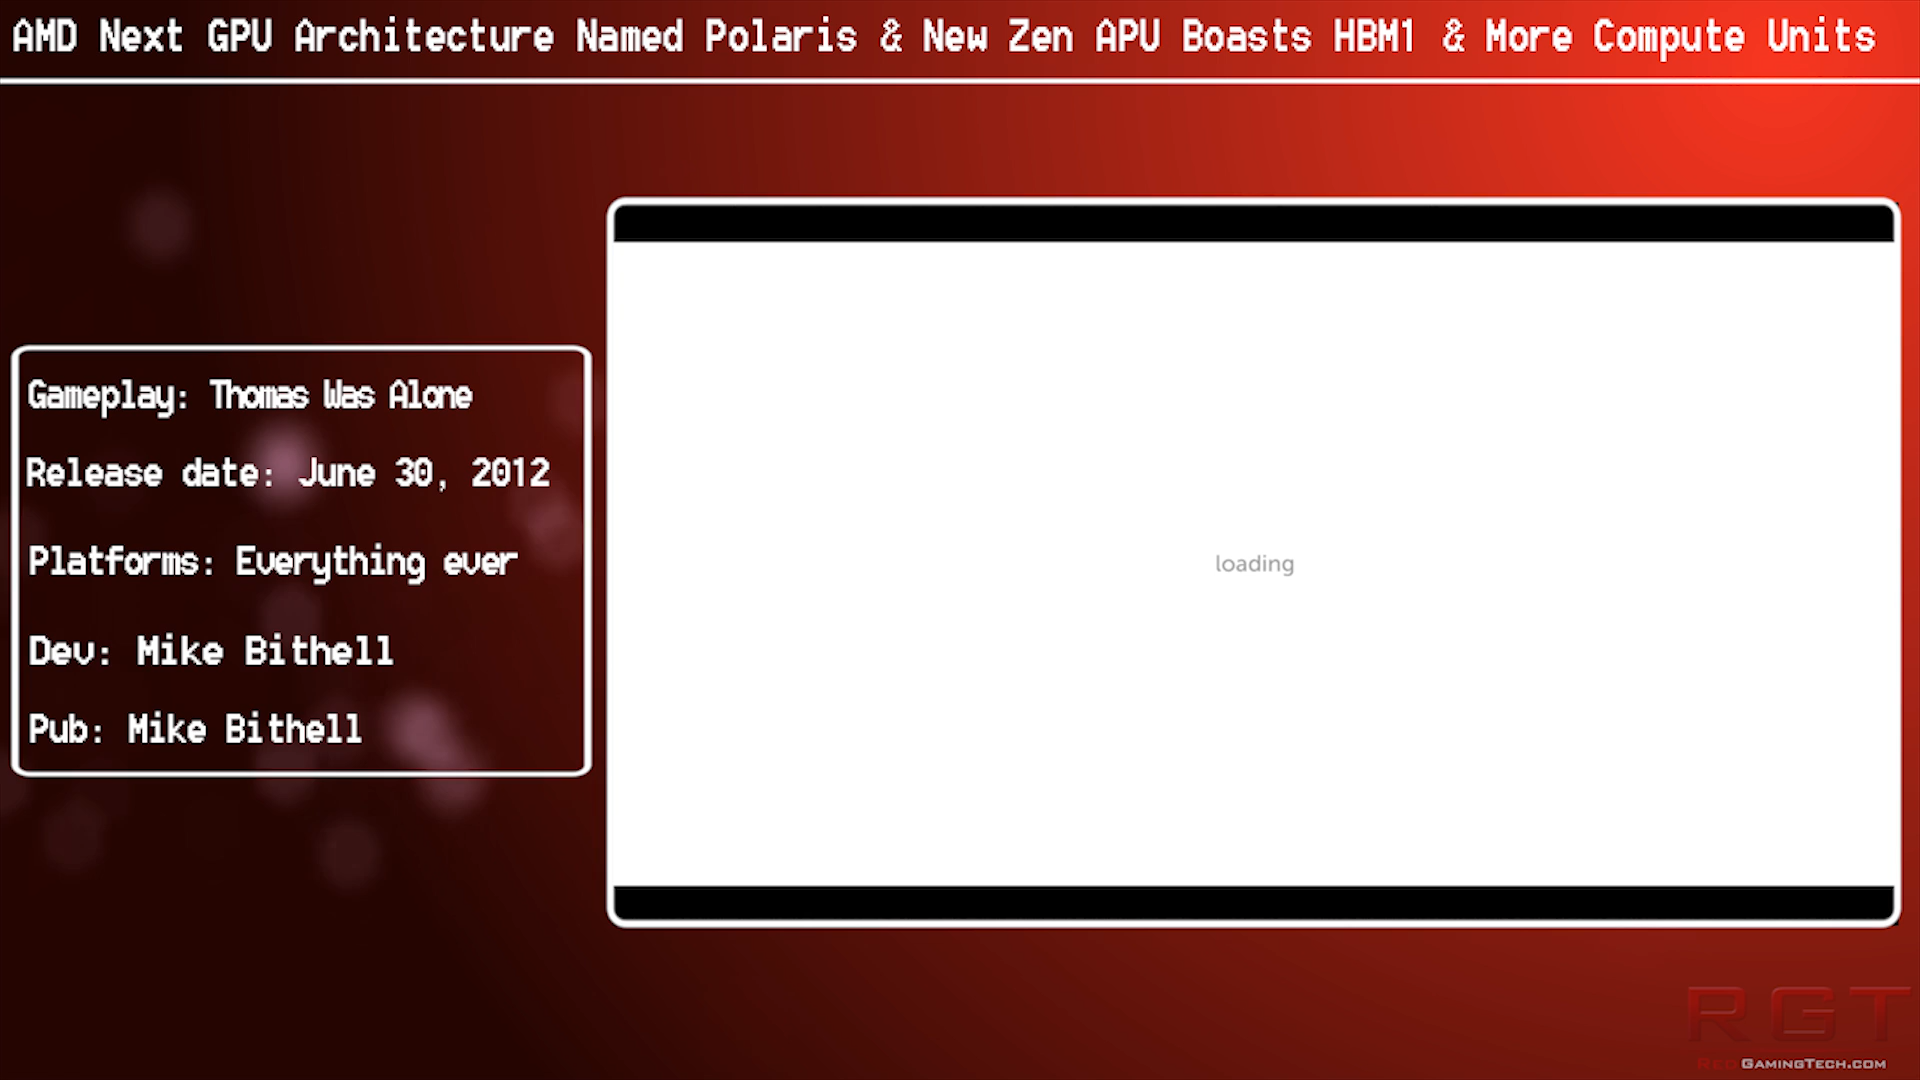 AMD Next GPU Architecture Named Polaris & New Zen APU Boasts HBM1 & More Compute Units
Gameplay: Thomas Was Alone
Release date: June 30, 2012
Platforms: Everything ever
Dev: Mike Bithell
Pub: Mike Bithell
loading
RGT
REDGAMINGTECH.COM